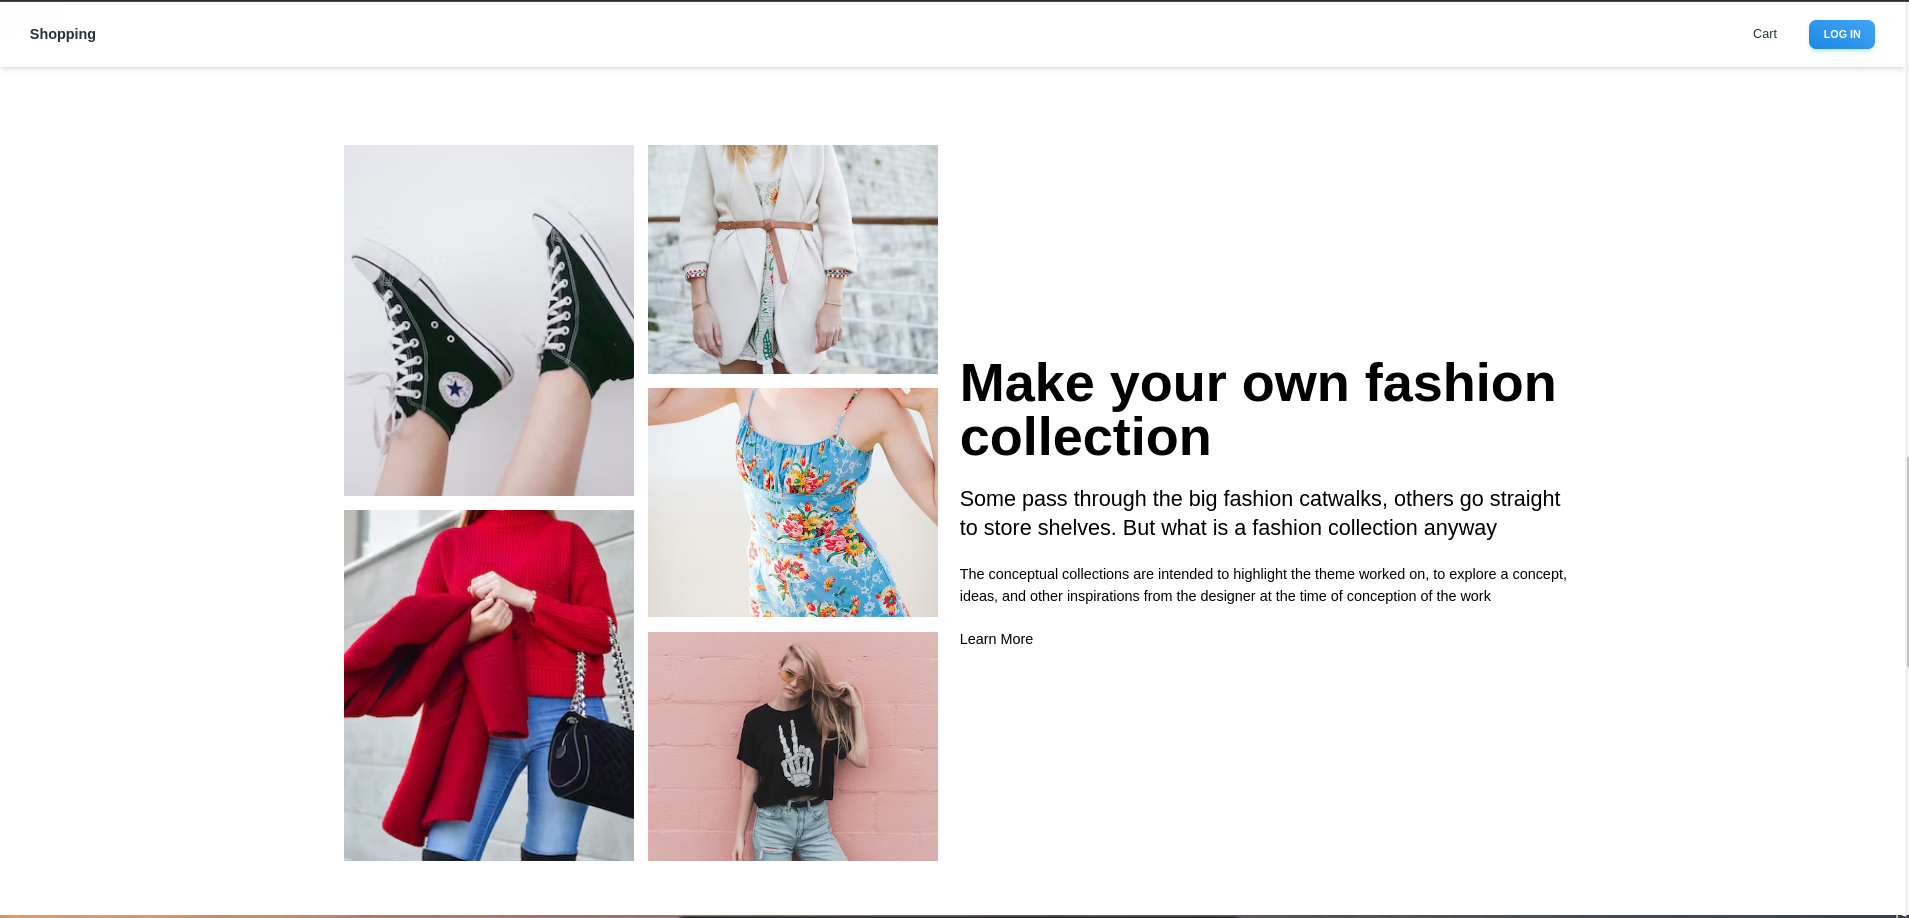 Shopping
Cart
LOG IN
Make your own fashion
collection
Some pass through the big fashion catwalks, others go straight
to store shelves. But what is a fashion collection anyway
The conceptual collections are intended to highlight the theme worked on, to explore a concept,
ideas, and other inspirations from the designer at the time of conception of the work
Learn More